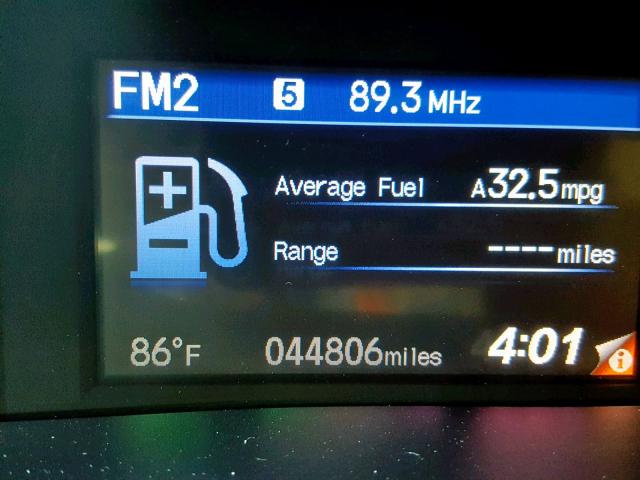 FM2 5 89.3 MHz
Average Fuel A32.5mpg
Range ----miles
86°F 044806miles 4:01 i